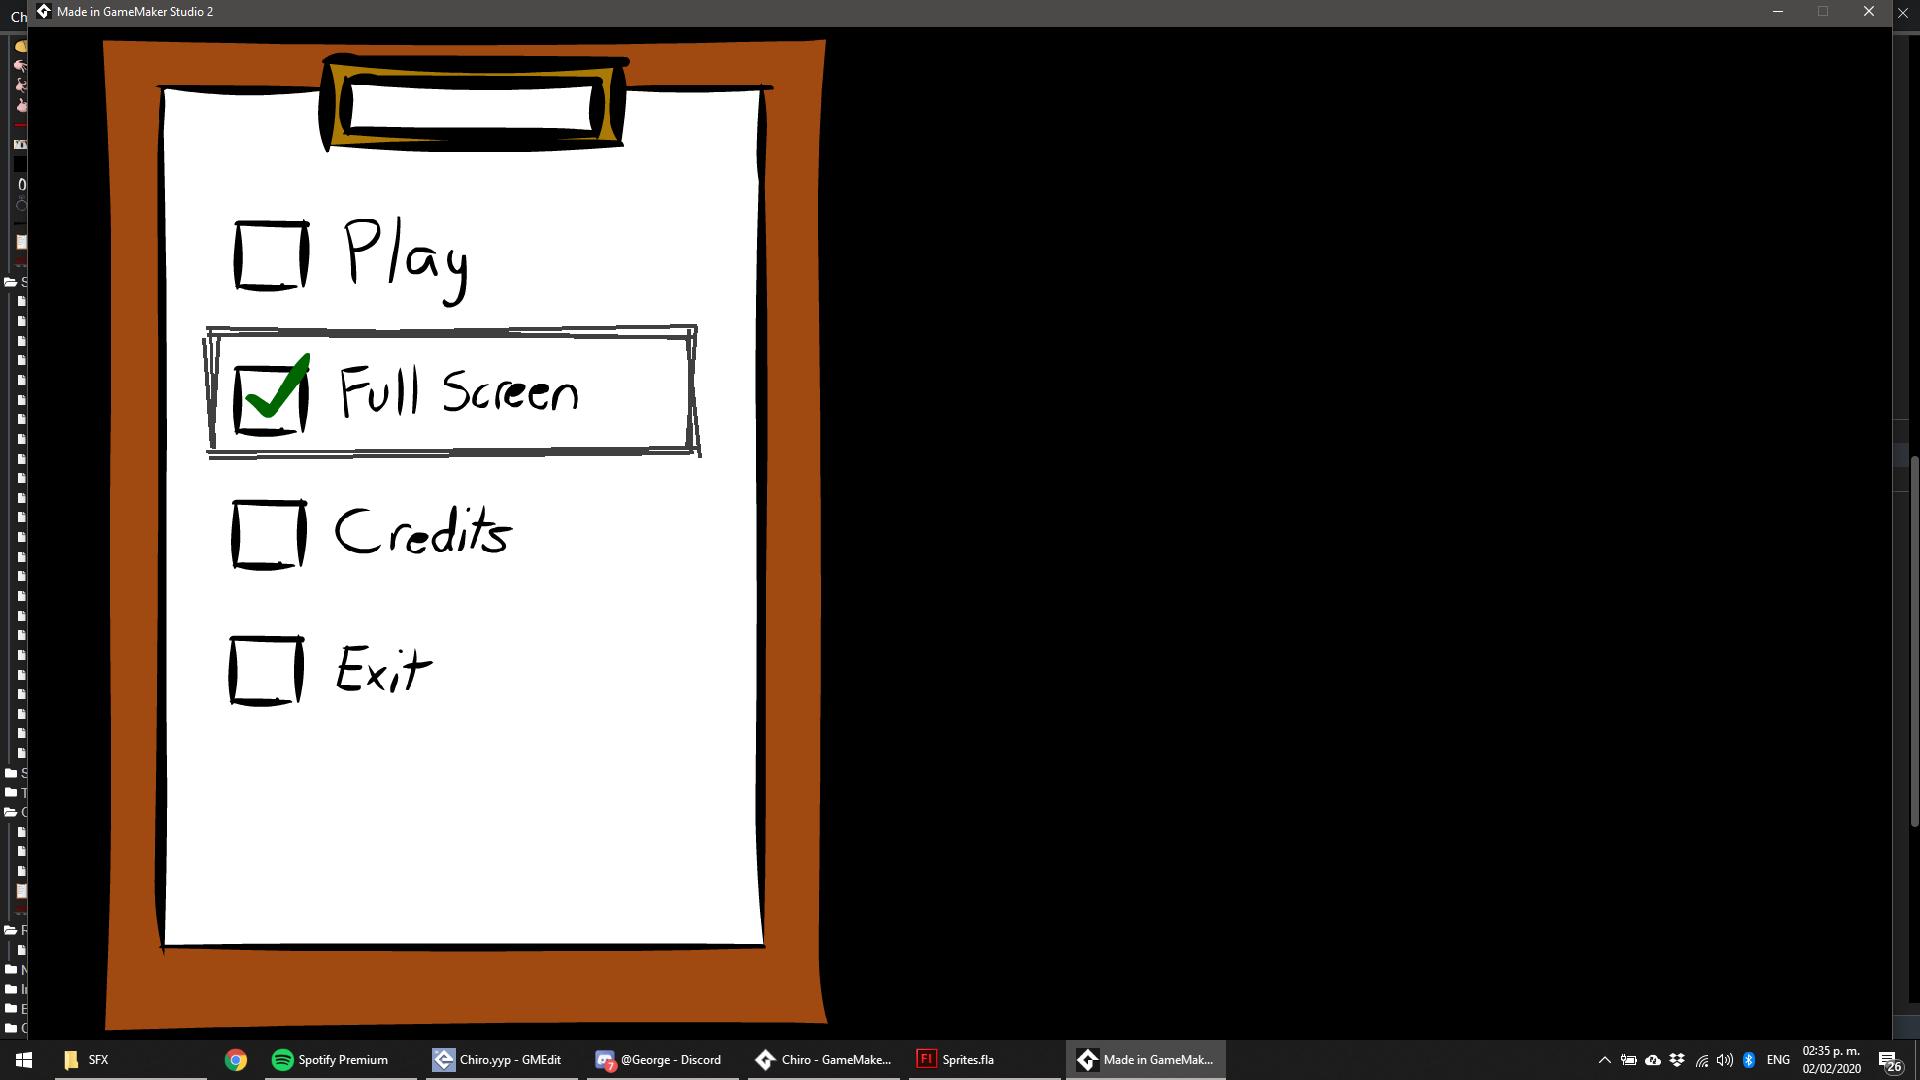 Ch
Made in GameMaker Studio 2
Play
Full Screen
Credits
Exit
SFX
Spotify Premium
Chiro.yyp - GMEdit
7
@George - Discord
Chiro - GameMake...
Fl
Sprites.fla
Made in GameMak...
ENG
02:35 p. m.
02/02/2020
26